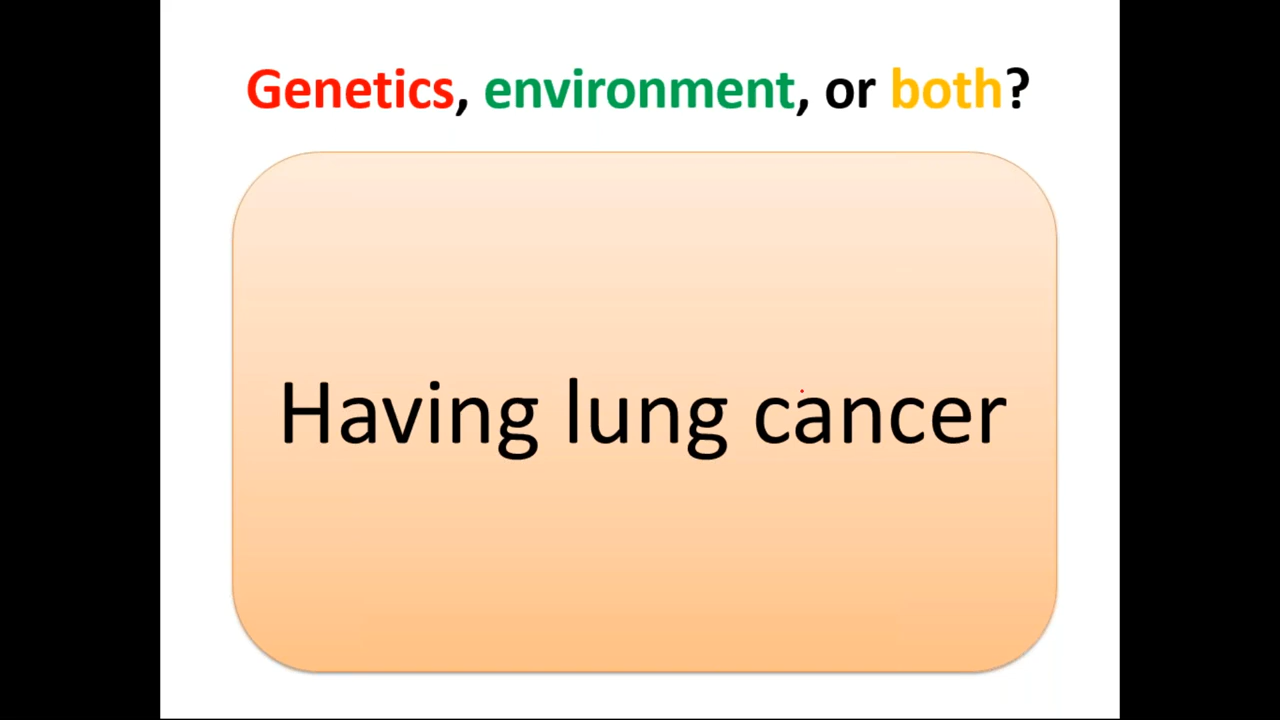 Genetics, environment, or both?
Having lung cancer